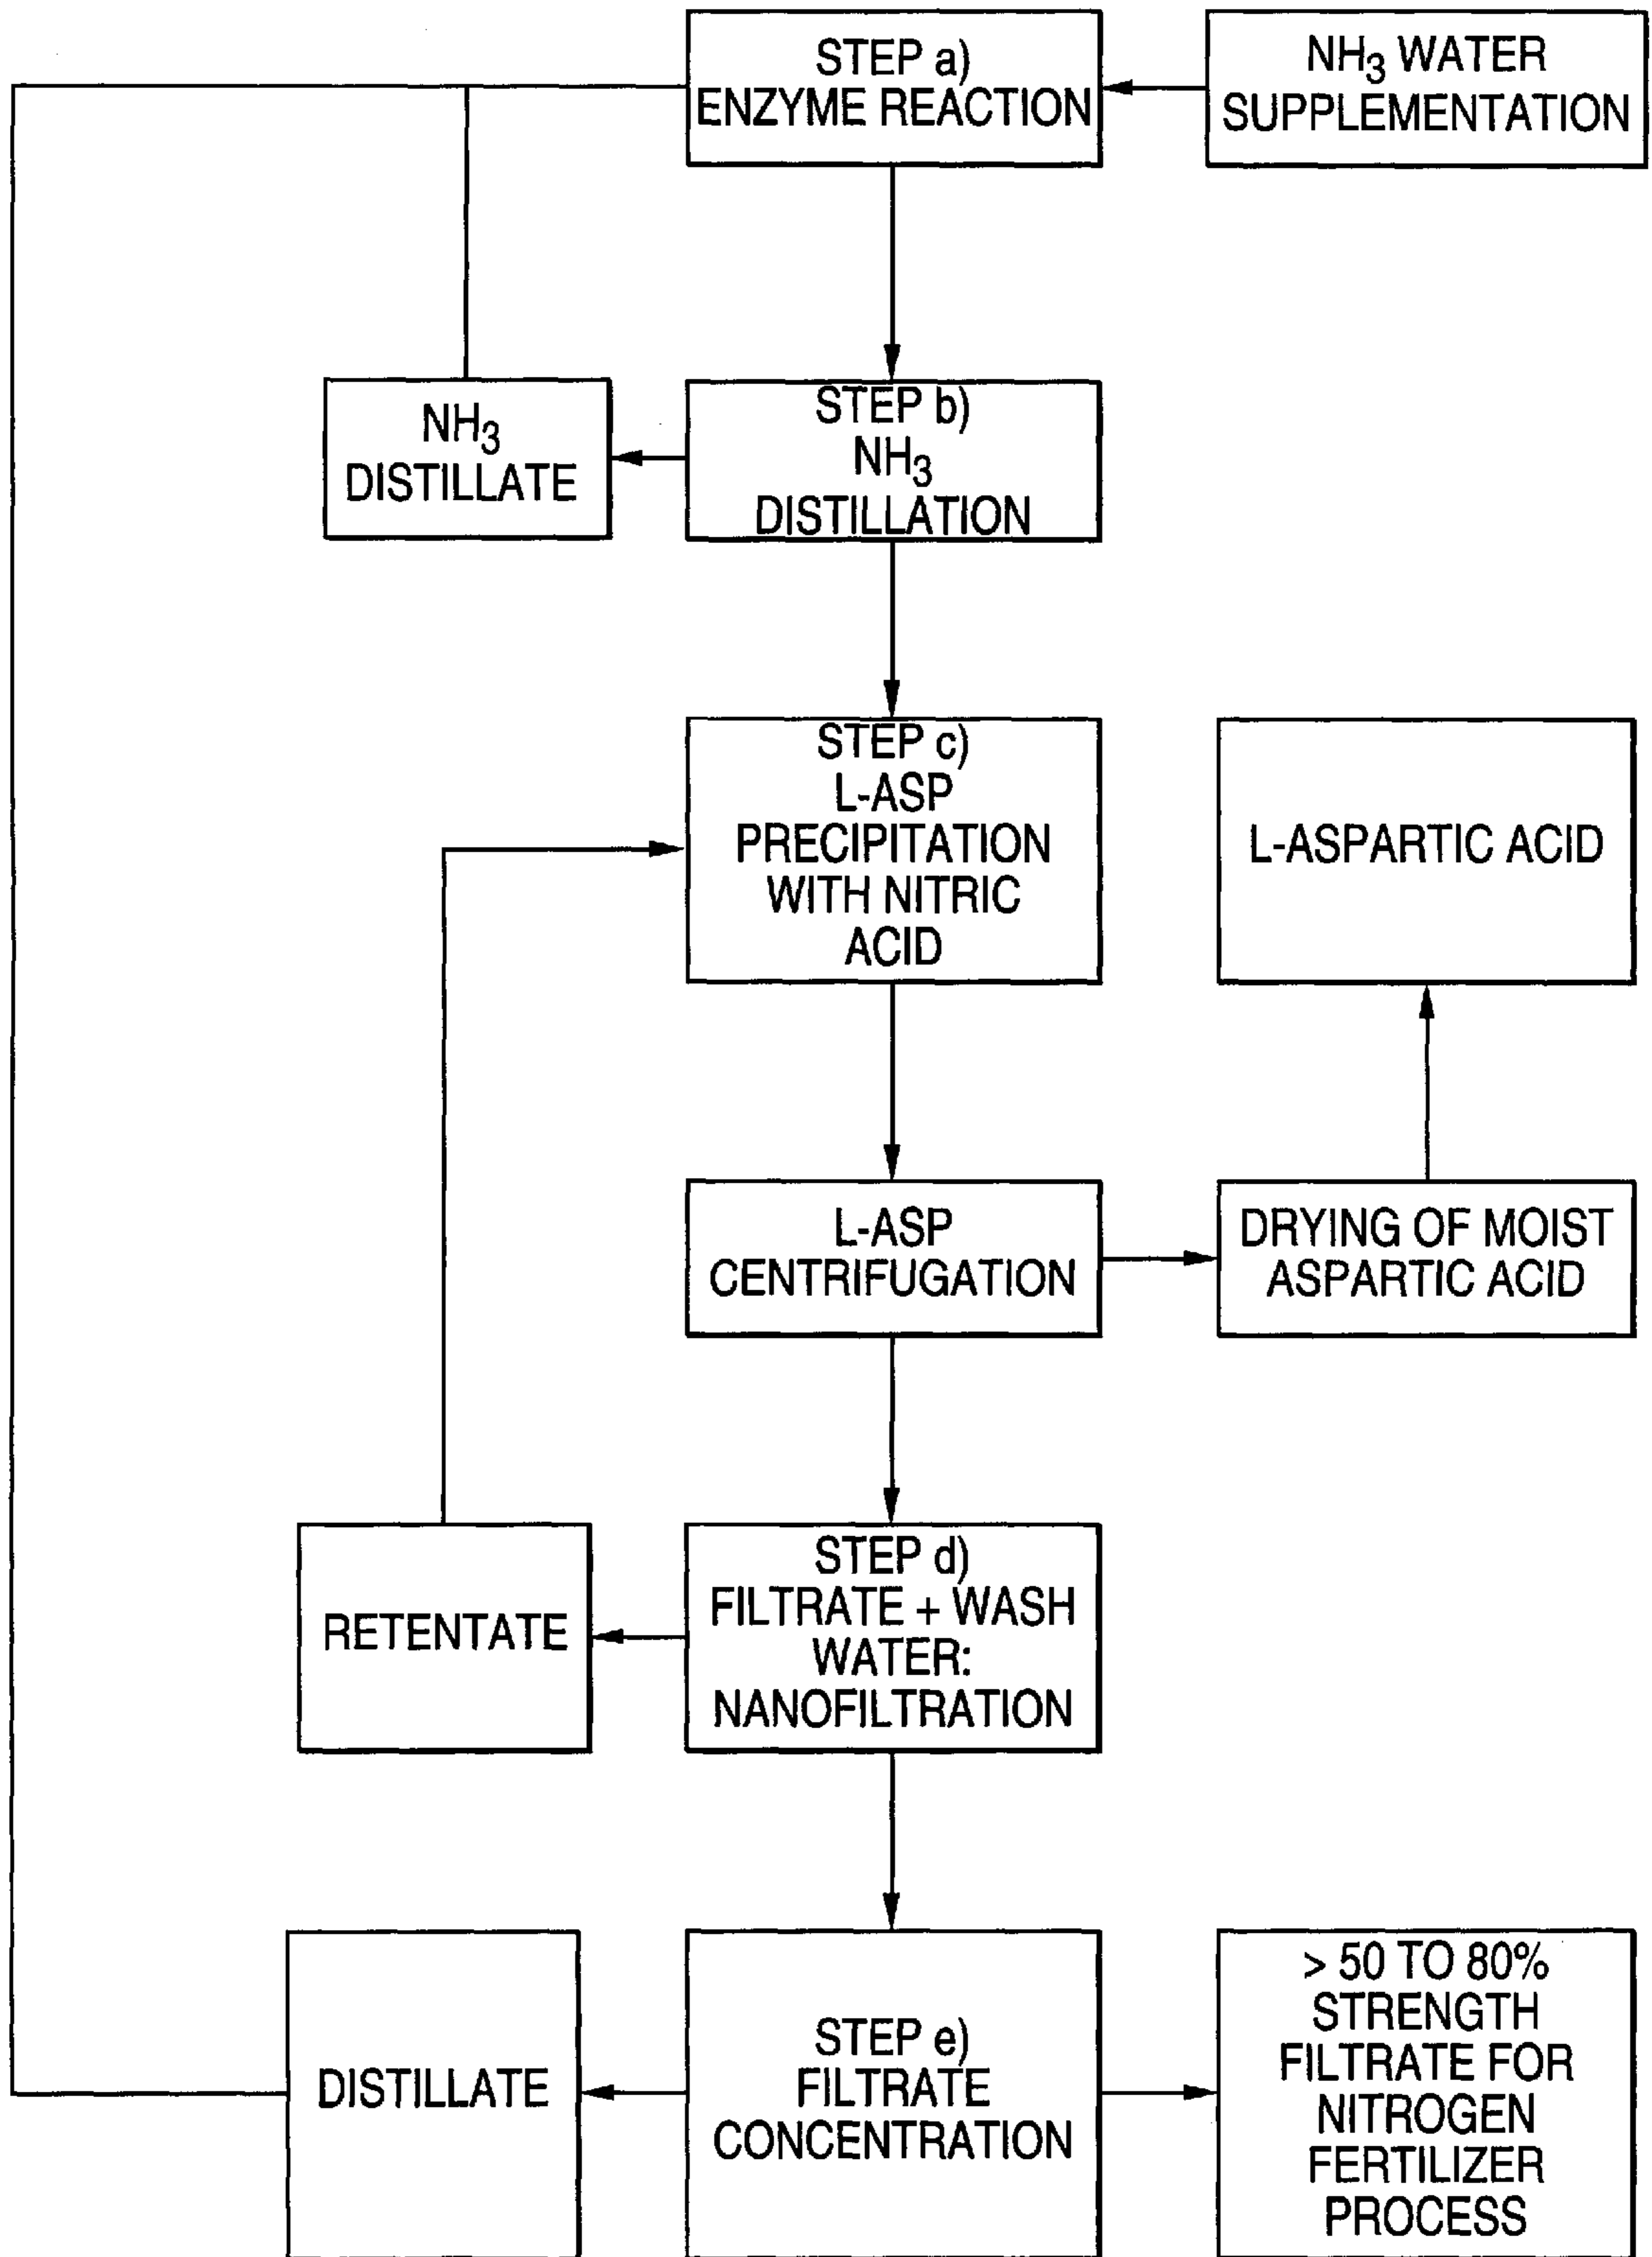 STEP a)
ENZYME REACTION
NH3 WATER
SUPPLEMENTATION
NH3
DISTILLATE
STEP b)
NH3
DISTILLATION
STEP c)
L-ASP
PRECIPITATION
WITH NITRIC
ACID
L-ASPARTIC ACID
L-ASP
CENTRIFUGATION
DRYING OF MOIST
ASPARTIC ACID
RETENTATE
STEP d)
FILTRATE + WASH
WATER:
NANOFILTRATION
DISTILLATE
STEP e)
FILTRATE
CONCENTRATION
> 50 TO 80%
STRENGTH
FILTRATE FOR
NITROGEN
FERTILIZER
PROCESS